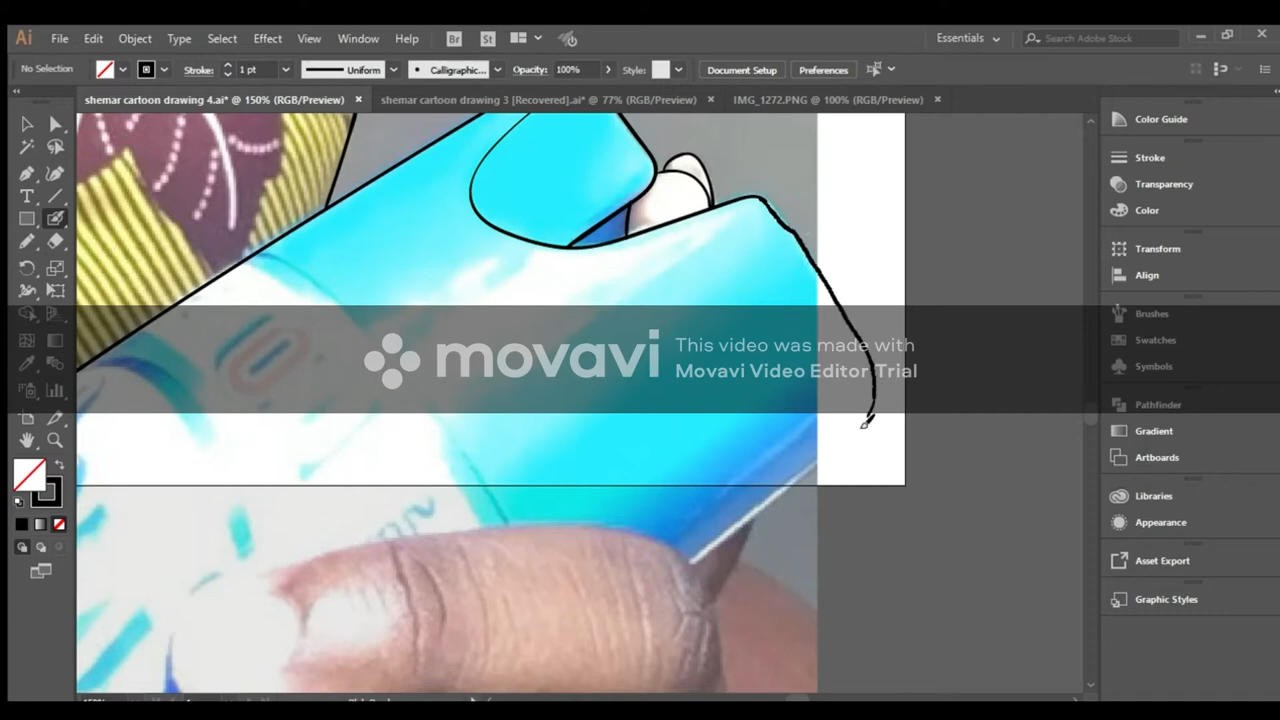 Ai File Edit Object Type Select Effect View Window Help Br St Essentials Search Adobe Stock
No Selection Stroke: 1 pt Uniform Calligraphic... Opacity: 100% Style: Document Setup Preferences
shemar cartoon drawing 4.ai* @ 150% (RGB/Preview) × shemar cartoon drawing 3 [Recovered].ai* @ 77% (RGB/Preview) × IMG_1272.PNG @ 100% (RGB/Preview) ×
Color Guide
Stroke
Transparency
Color
Transform
Align
Brushes
Swatches
Symbols
Pathfinder
Gradient
Artboards
Libraries
Appearance
Asset Export
Graphic Styles
movavi
This video was made with
Movavi Video Editor Trial